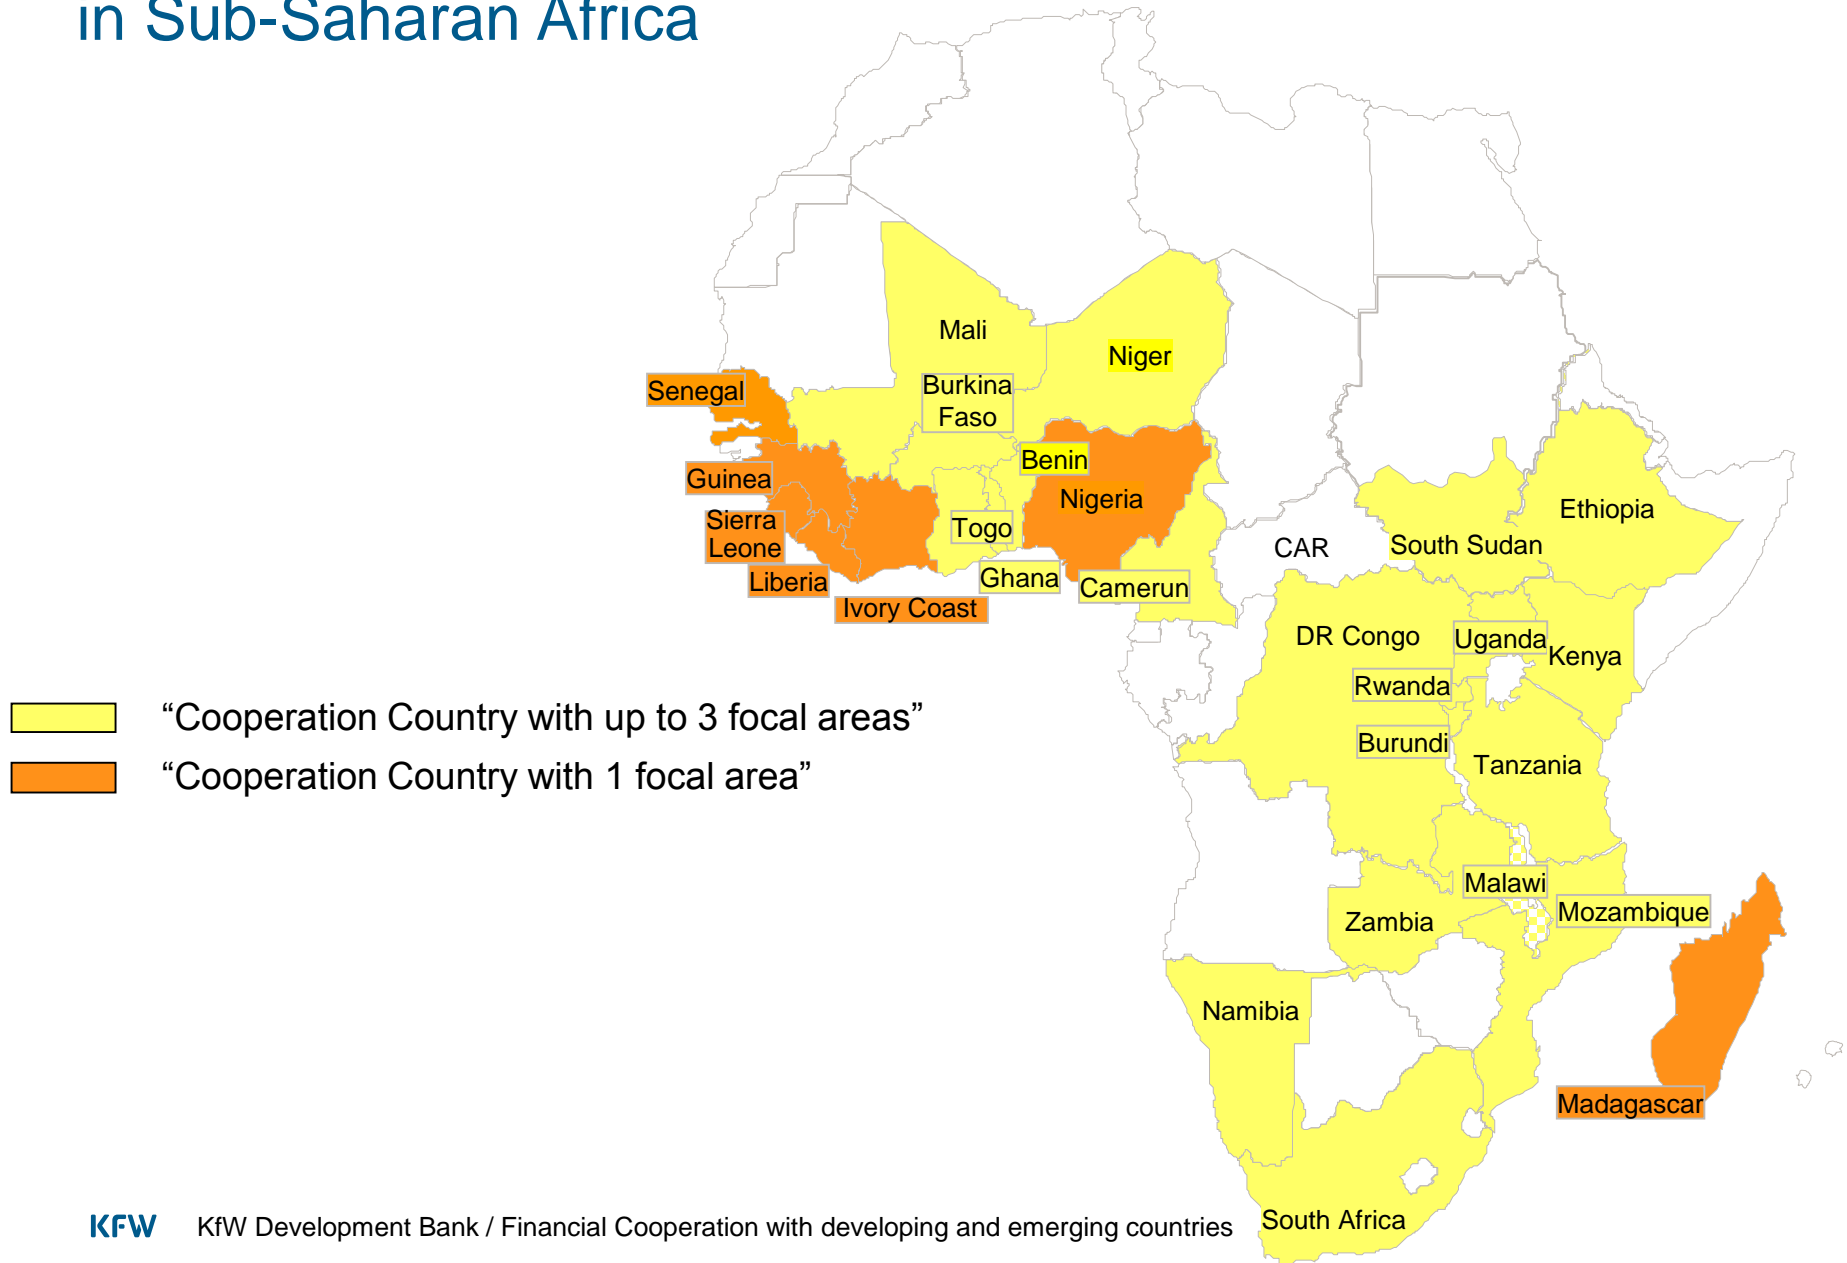 in Sub-Saharan Africa
Mali
Niger
Senegal
Burkina
Faso
Benin
Guinea
Nigeria
Ethiopia
Sierra
Leone
Togo
CAR
South Sudan
Liberia
Ghana
Camerun
Ivory Coast
DR Congo
Uganda
Kenya
Rwanda
“Cooperation Country with up to 3 focal areas”
Burundi
Tanzania
“Cooperation Country with 1 focal area”
Malawi
Mozambique
Zambia
Namibia
Madagascar
South Africa
KFW KfW Development Bank / Financial Cooperation with developing and emerging countries